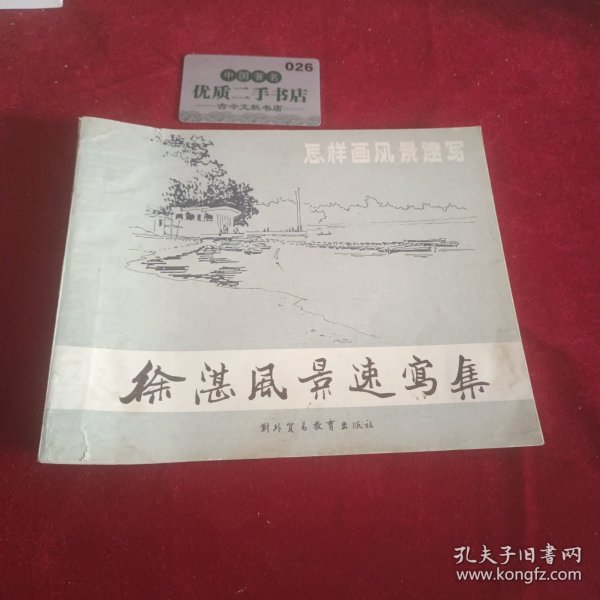 026
中国著名
优质二手书店
古今文献书店
怎样画风景速写
徐湛风景速寫集
對外贸易教育出版社
孔夫子旧书网
www.kongfz.com